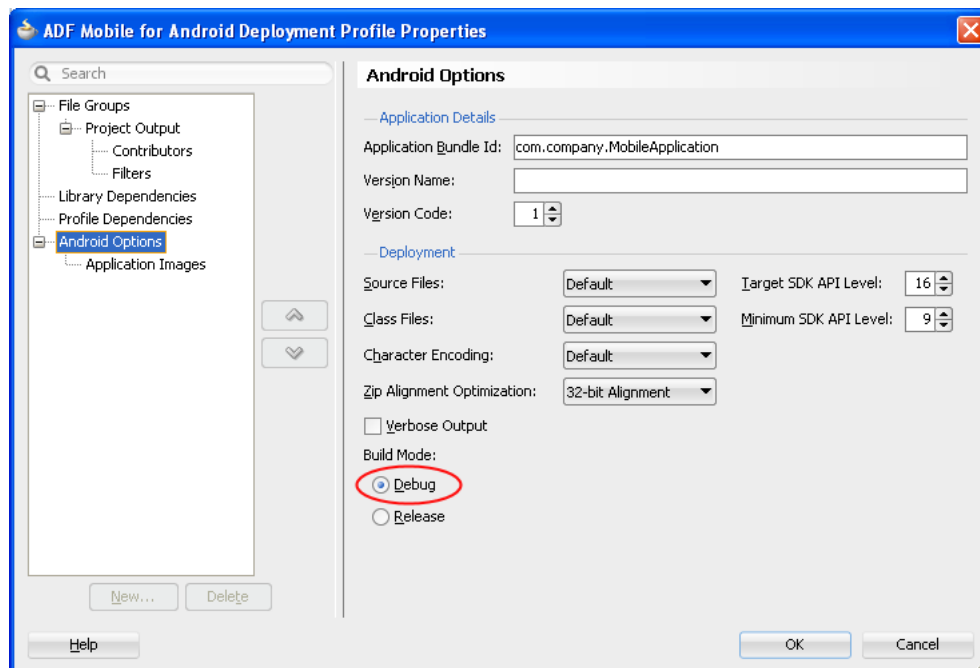 ADF Mobile for Android Deployment Profile Properties
Search
File Groups
Project Output
Contributors
Filters
Library Dependencies
Profile Dependencies
Android Options
Application Images
New...
Delete
Android Options
Application Details
Application Bundle Id: com.company.MobileApplication
Version Name:
Version Code: 1
Deployment
Source Files: Default Target SDK API Level: 16
Class Files: Default Minimum SDK API Level: 9
Character Encoding: Default
Zip Alignment Optimization: 32-bit Alignment
Verbose Output
Build Mode:
Debug
Release
Help OK Cancel